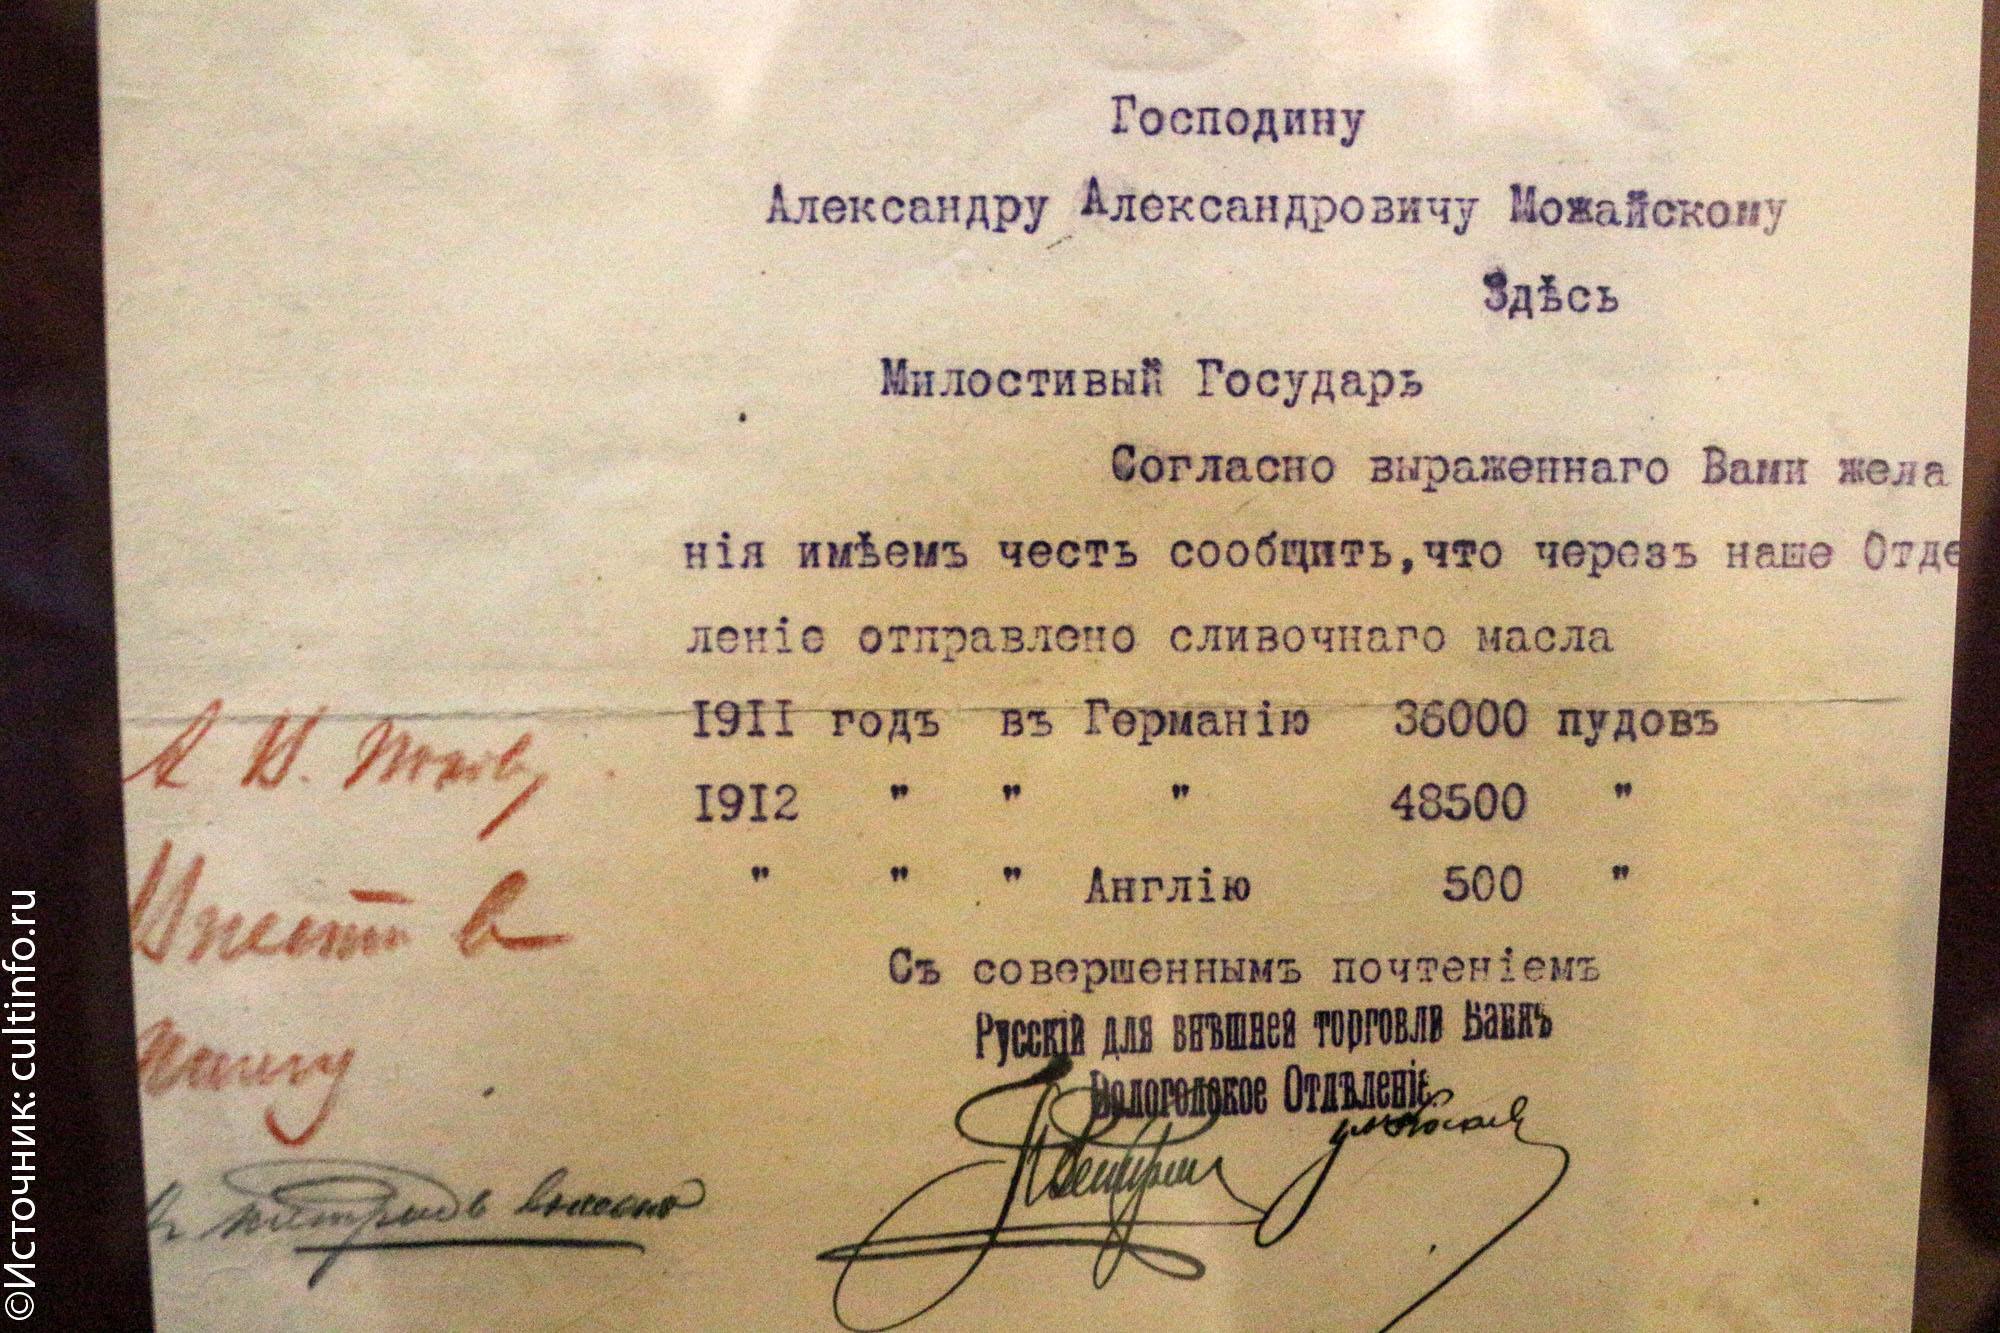 Господину
Александру Александровичу Можайскому
Здѣсь
Милостивый Государь
Согласно выраженнаго Вами жела
нія имѣемъ честь сообщить,что черезъ наше Отде
леніе отправлено сливочнаго масла
1911 годъ въ Германію 36000 пудовъ
1912 " " " 48500 "
" " " Англію 500 "
Съ совершеннымъ почтеніемъ
Русскій для внѣшней торговли Банкъ
Вологодское Отдѣленіе
в
©Источник: cultinfo.ru